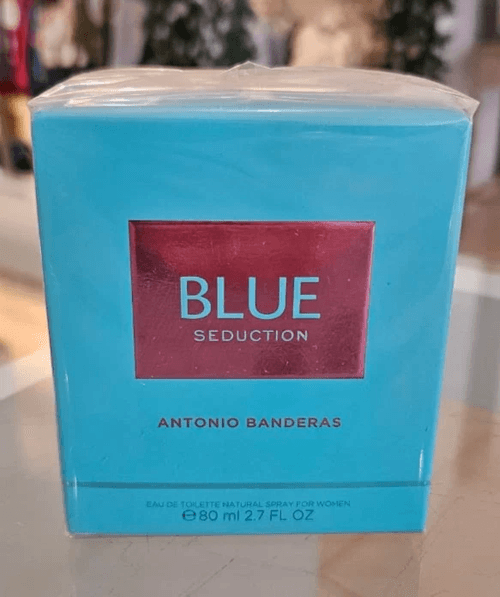 BLUE
SEDUCTION
ANTONIO BANDERAS
EAU DE TOILETTE NATURAL SPRAY FOR WOMEN
℮80 ml 2.7 FL OZ